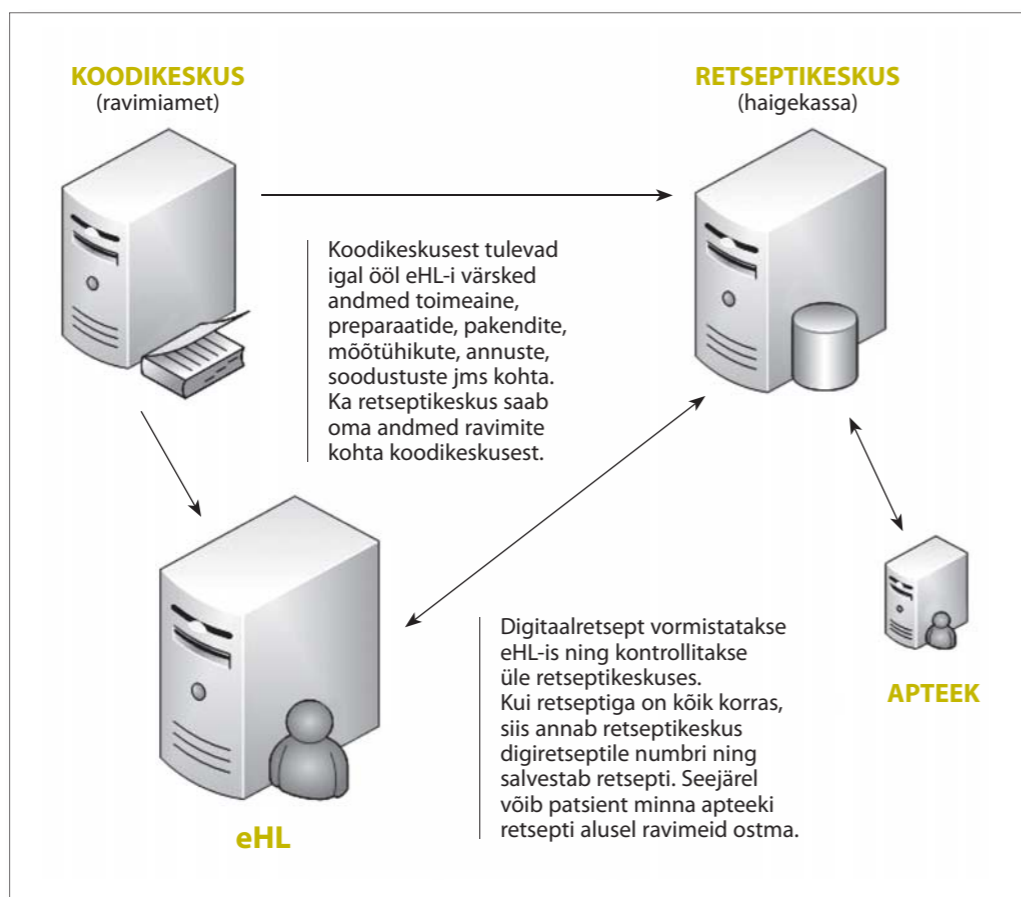 KOODIKESKUS
(ravimiamet)
RETSEPTIKESKUS
(haigekassa)
Koodikeskusest tulevad
igal ööl eHL-i värsked
andmed toimeaine,
preparaatide, pakendite,
mõõtühikute, annuste,
soodustuste jms kohta.
Ka retseptikeskus saab
oma andmed ravimite
kohta koodikeskusest.
Digitaalretsept vormistatakse
eHL-is ning kontrollitakse
üle retseptikeskuses.
Kui retseptiga on kõik korras,
siis annab retseptikeskus
digiretseptile numbri ning
salvestab retsepti. Seejärel
võib patsient minna apteeki
retsepti alusel ravimeid ostma.
APTEEK
eHL